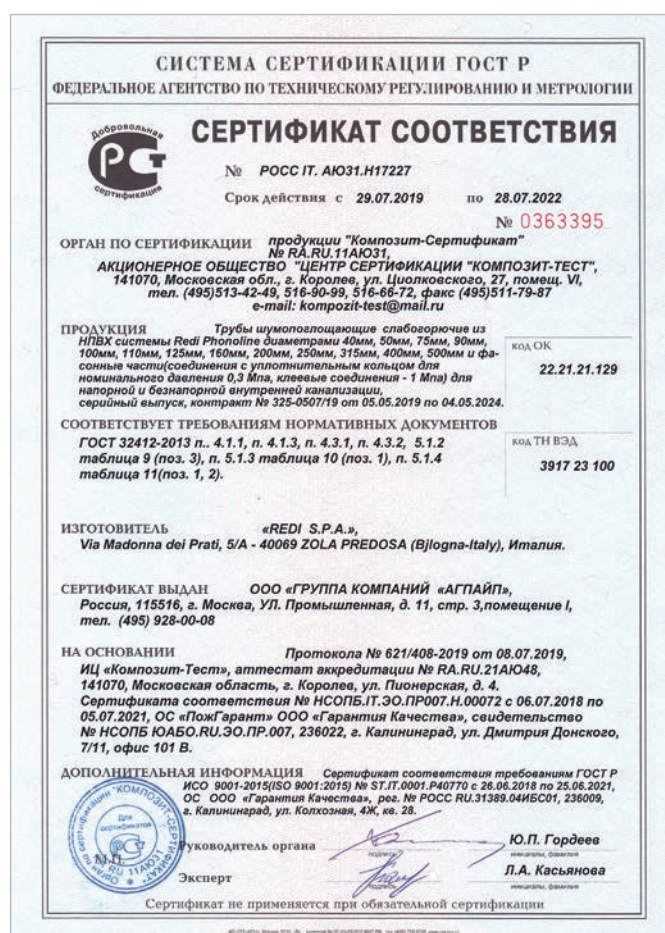 СИСТЕМА СЕРТИФИКАЦИИ ГОСТ Р
ФЕДЕРАЛЬНОЕ АГЕНТСТВО ПО ТЕХНИЧЕСКОМУ РЕГУЛИРОВАНИЮ И МЕТРОЛОГИИ
Добровольная
сертификация
СЕРТИФИКАТ СООТВЕТСТВИЯ
№ РОСС IT. АЮ31.Н17227
Срок действия с 29.07.2019 по 28.07.2022
№ 0363395
ОРГАН ПО СЕРТИФИКАЦИИ продукции "Композит-Сертификат"
№ RA.RU.11АЮ31,
АКЦИОНЕРНОЕ ОБЩЕСТВО "ЦЕНТР СЕРТИФИКАЦИИ "КОМПОЗИТ-ТЕСТ",
141070, Московская обл., г. Королев, ул. Циолковского, 27, помещ. VI,
тел. (495)513-42-49, 516-90-99, 516-66-72, факс (495)511-79-87
e-mail: kompozit-test@mail.ru
ПРОДУКЦИЯ Трубы шумопоглощающие слабогорючие из
НПВХ системы Redi Phonoline диаметрами 40мм, 50мм, 75мм, 90мм,
100мм, 110мм, 125мм, 160мм, 200мм, 250мм, 315мм, 400мм, 500мм и фа-
сонные части(соединения с уплотнительным кольцом для
номинального давления 0,3 Мпа, клеевые соединения - 1 Мпа) для
напорной и безнапорной внутренней канализации,
серийный выпуск, контракт № 325-0507/19 от 05.05.2019 по 04.05.2024.
код ОК
22.21.21.129
СООТВЕТСТВУЕТ ТРЕБОВАНИЯМ НОРМАТИВНЫХ ДОКУМЕНТОВ
ГОСТ 32412-2013 п.. 4.1.1, п. 4.1.3, п. 4.3.1, п. 4.3.2, 5.1.2
таблица 9 (поз. 3), п. 5.1.3 таблица 10 (поз. 1), п. 5.1.4
таблица 11(поз. 1, 2).
код ТН ВЭД
3917 23 100
ИЗГОТОВИТЕЛЬ «REDI S.P.A.»,
Via Madonna dei Prati, 5/A - 40069 ZOLA PREDOSA (Bjlogna-Italy), Италия.
СЕРТИФИКАТ ВЫДАН ООО «ГРУППА КОМПАНИЙ «АГПАЙП»,
Россия, 115516, г. Москва, УЛ. Промышленная, д. 11, стр. 3,помещение I,
тел. (495) 928-00-08
НА ОСНОВАНИИ Протокола № 621/408-2019 от 08.07.2019,
ИЦ «Композит-Тест», аттестат аккредитации № RA.RU.21АЮ48,
141070, Московская область, г. Королев, ул. Пионерская, д. 4.
Сертификата соответствия № НСОПБ.IT.ЭО.ПР007.Н.00072 с 06.07.2018 по
05.07.2021, ОС «ПожГарант» ООО «Гарантия Качества», свидетельство
№ НСОПБ ЮАБО.RU.ЭО.ПР.007, 236022, г. Калининград, ул. Дмитрия Донского,
7/11, офис 101 В.
ДОПОЛНИТЕЛЬНАЯ ИНФОРМАЦИЯ Сертификат соответствия требованиям ГОСТ Р
ИСО 9001-2015(ISO 9001:2015) № ST.IT.0001.P40770 с 26.06.2018 по 25.06.2021,
ОС ООО «Гарантия Качества», рег. № РОСС RU.31389.04ИБС01, 236009,
г. Калининград, ул. Колхозная, 4Ж, кв. 28.
Орган по сертификации "КОМПОЗИТ-СЕРТИФИКАТ"
Для
сертификатов
RU 11АЮ31
М.П.
Руководитель органа
подпись
Ю.П. Гордеев
инициалы, фамилия
Эксперт
подпись
Л.А. Касьянова
инициалы, фамилия
Сертификат не применяется при обязательной сертификации